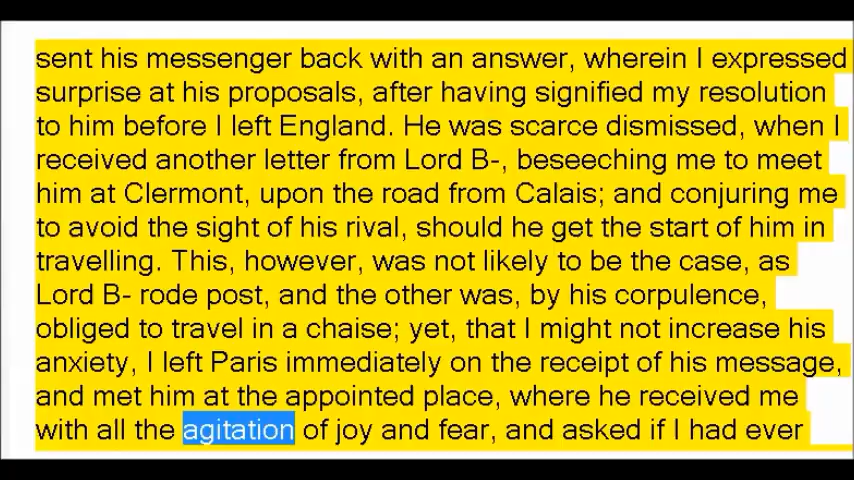 sent his messenger back with an answer, wherein I expressed
surprise at his proposals, after having signified my resolution
to him before I left England. He was scarce dismissed, when I
received another letter from Lord B-, beseeching me to meet
him at Clermont, upon the road from Calais; and conjuring me
to avoid the sight of his rival, should he get the start of him in
travelling. This, however, was not likely to be the case, as
Lord B- rode post, and the other was, by his corpulence,
obliged to travel in a chaise; yet, that I might not increase his
anxiety, I left Paris immediately on the receipt of his message,
and met him at the appointed place, where he received me
with all the agitation of joy and fear, and asked if I had ever